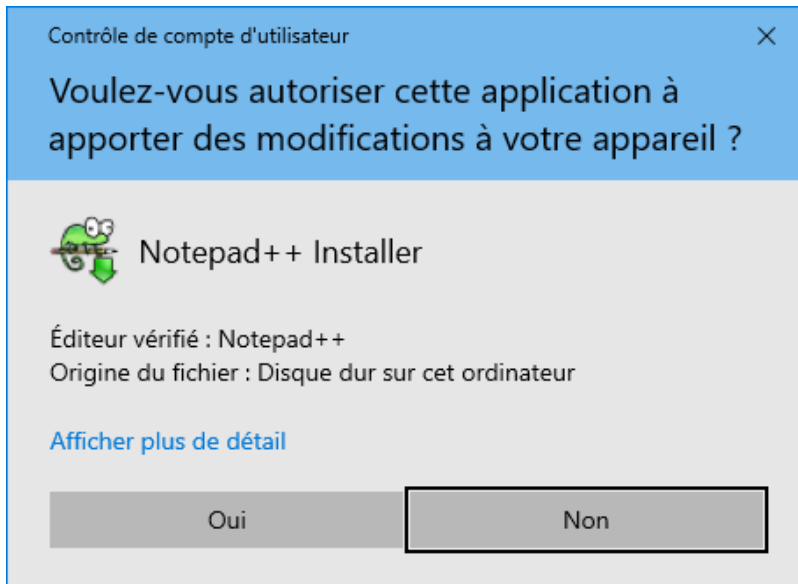 Contrôle de compte d'utilisateur
Voulez-vous autoriser cette application à
apporter des modifications à votre appareil ?
Notepad++ Installer
Éditeur vérifié : Notepad++
Origine du fichier : Disque dur sur cet ordinateur
Afficher plus de détail
Oui
Non